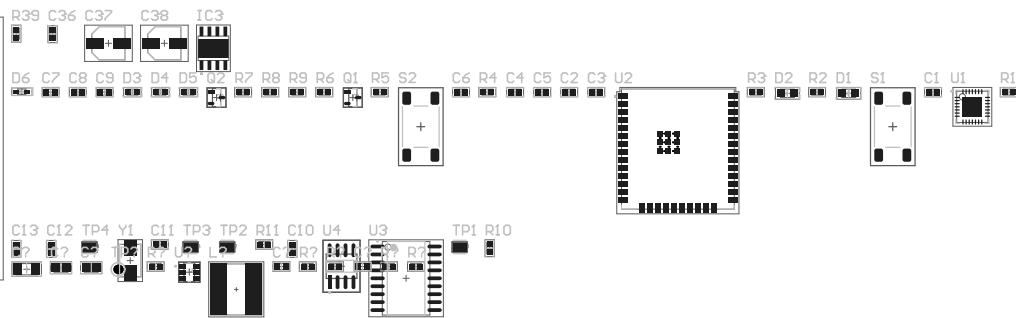 R39 C36 C37 C38 IC3
D6 C7 C8 C9 D3 D4 D5 Q2 R7 R8 R9 R6 Q1 R5 S2 C6 R4 C4 C5 C2 C3 U2 R3 D2 R2 D1 S1 C1 U1 R1
C13 C12 TP4 Y1 C11 TP3 TP2 R11 C10 U4 U3 TP1 R10
C? TP? R? U? L? C? R? R?